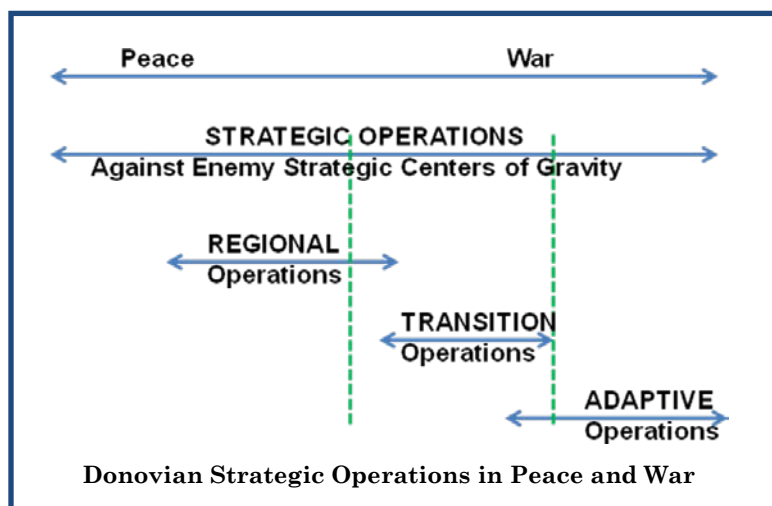 Peace War
STRATEGIC OPERATIONS
Against Enemy Strategic Centers of Gravity
REGIONAL
Operations
TRANSITION
Operations
ADAPTIVE
Operations
Donovian Strategic Operations in Peace and War